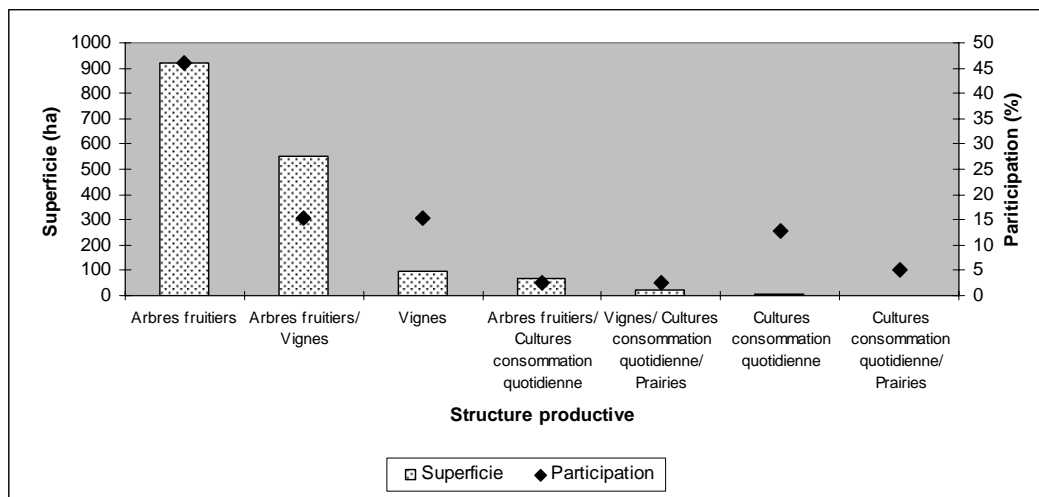 1000
900
800
700
600
500
400
300
200
100
0
Superficie (ha)
50
45
40
35
30
25
20
15
10
5
0
Pariticipation (%)
Arbres fruitiers
Arbres fruitiers/
Vignes
Vignes
Arbres fruitiers/
Cultures
consommation
quotidienne
Vignes/ Cultures
consommation
quotidienne/
Prairies
Cultures
consommation
quotidienne
Cultures
consommation
quotidienne/
Prairies
Structure productive
Superficie
Participation